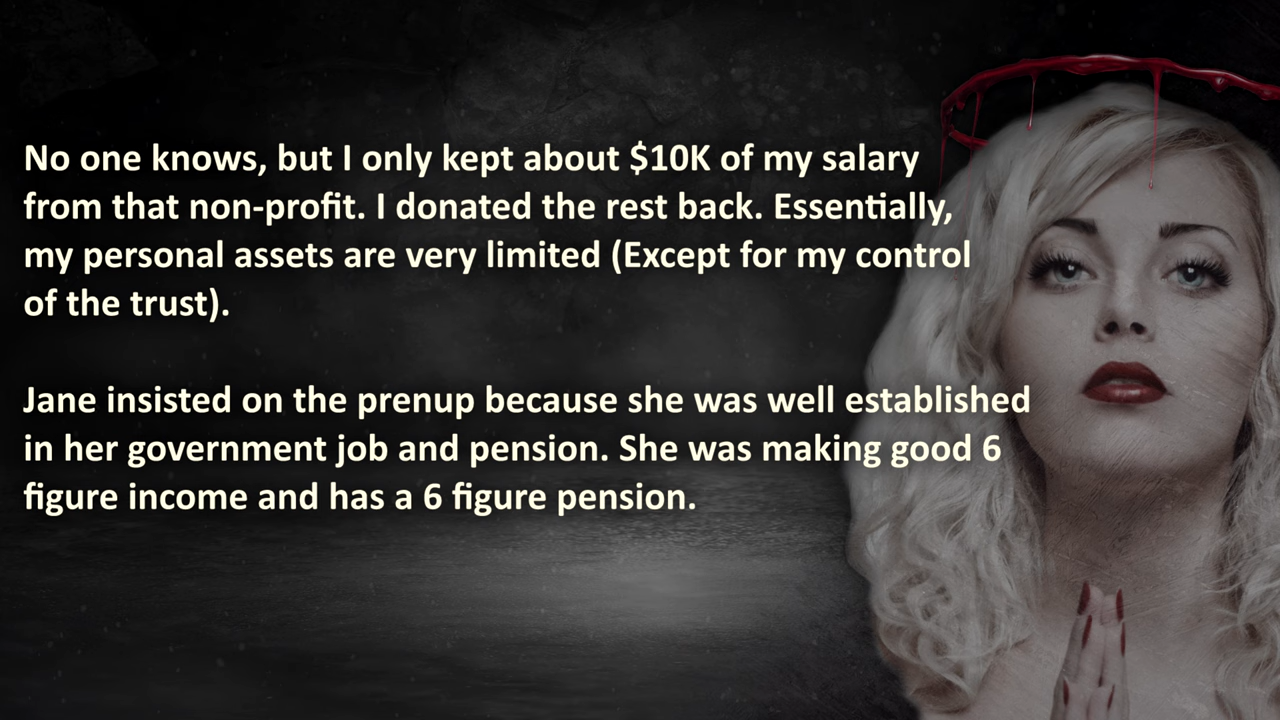 No one knows, but I only kept about $10K of my salary
from that non-profit. I donated the rest back. Essentially,
my personal assets are very limited (Except for my control
of the trust).
Jane insisted on the prenup because she was well established
in her government job and pension. She was making good 6
figure income and has a 6 figure pension.